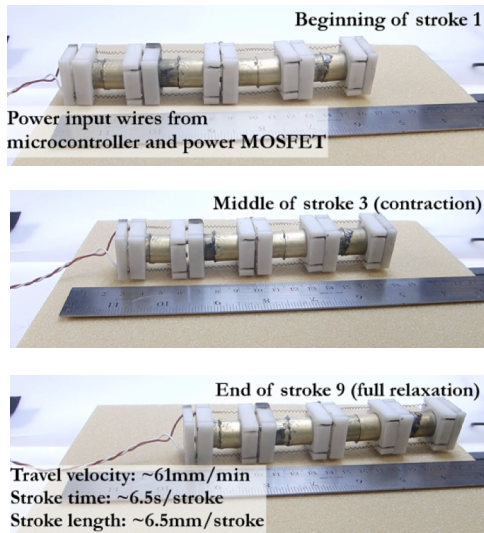 Beginning of stroke 1
Power input wires from
microcontroller and power MOSFET
Middle of stroke 3 (contraction)
End of stroke 9 (full relaxation)
Travel velocity: ~61mm/min
Stroke time: ~6.5s/stroke
Stroke length: ~6.5mm/stroke